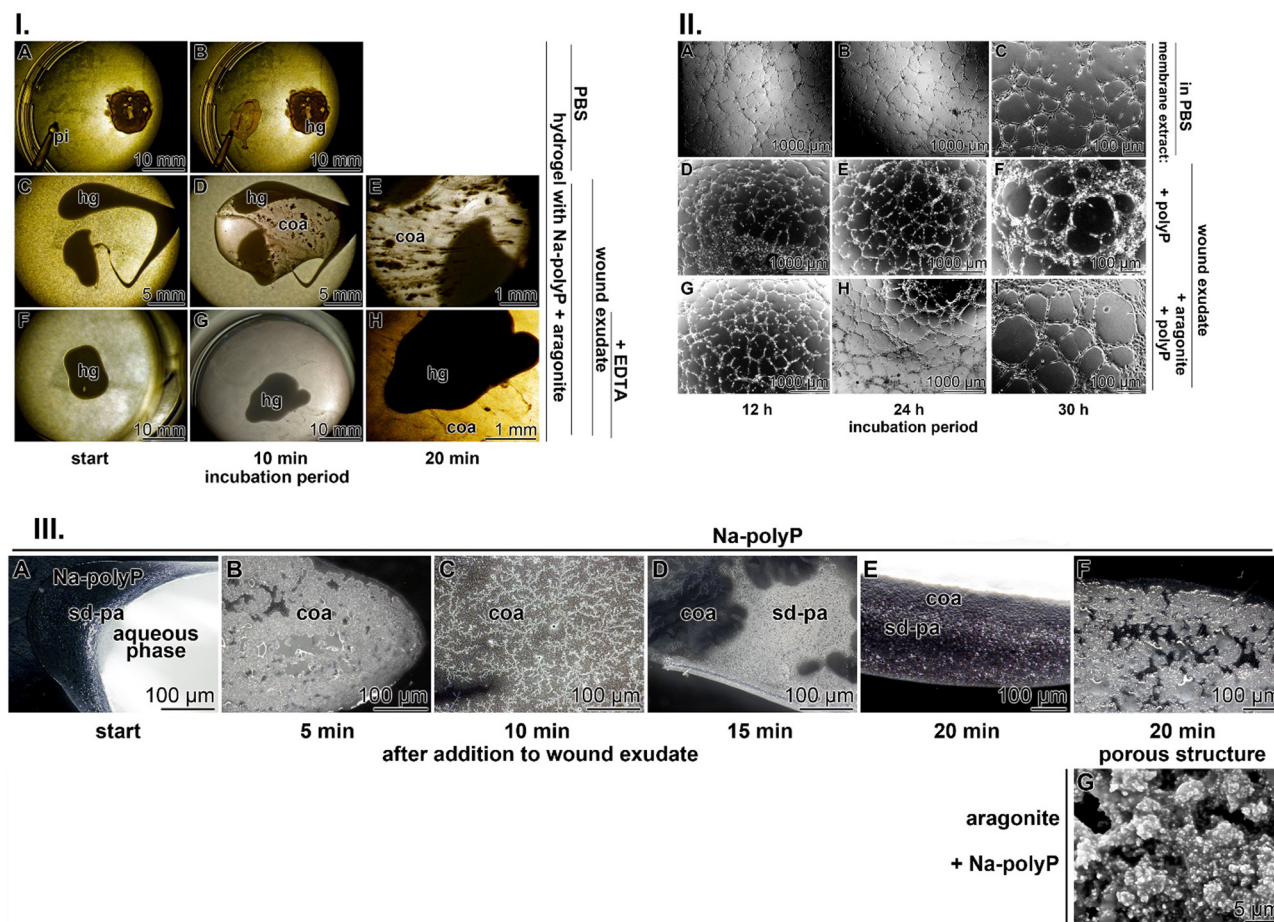 I.
A
pi
10 mm
B
hg
10 mm
C
hg
5 mm
D
hg
coa
5 mm
E
coa
1 mm
F
hg
10 mm
G
hg
10 mm
H
hg
coa
1 mm
start
10 min
20 min
incubation period
PBS
hydrogel with Na-polyP + aragonite
wound exudate
+ EDTA
II.
A
1000 µm
B
1000 µm
C
100 µm
D
1000 µm
E
1000 µm
F
100 µm
G
1000 µm
H
1000 µm
I
100 µm
12 h
24 h
30 h
incubation period
membrane extract:
in PBS
+ polyP
+ aragonite
+ polyP
wound exudate
III.
Na-polyP
A
Na-polyP
sd-pa
aqueous
phase
100 µm
B
coa
100 µm
C
coa
100 µm
D
coa
sd-pa
100 µm
E
coa
sd-pa
100 µm
F
100 µm
start
5 min
10 min
15 min
20 min
20 min
after addition to wound exudate
porous structure
aragonite
+ Na-polyP
G
5 µm